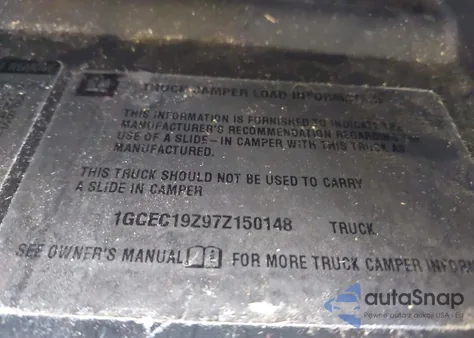 TRUCK CAMPER LOAD INFORMATION
THIS INFORMATION IS FURNISHED TO INDICATE THE
MANUFACTURER'S RECOMMENDATION REGARDING
USE OF A SLIDE-IN CAMPER WITH THIS TRUCK AS
MANUFACTURED.
THIS TRUCK SHOULD NOT BE USED TO CARRY
A SLIDE IN CAMPER
1GCEC19Z97Z150148 TRUCK
SEE OWNER'S MANUAL FOR MORE TRUCK CAMPER INFORM
autoSnap